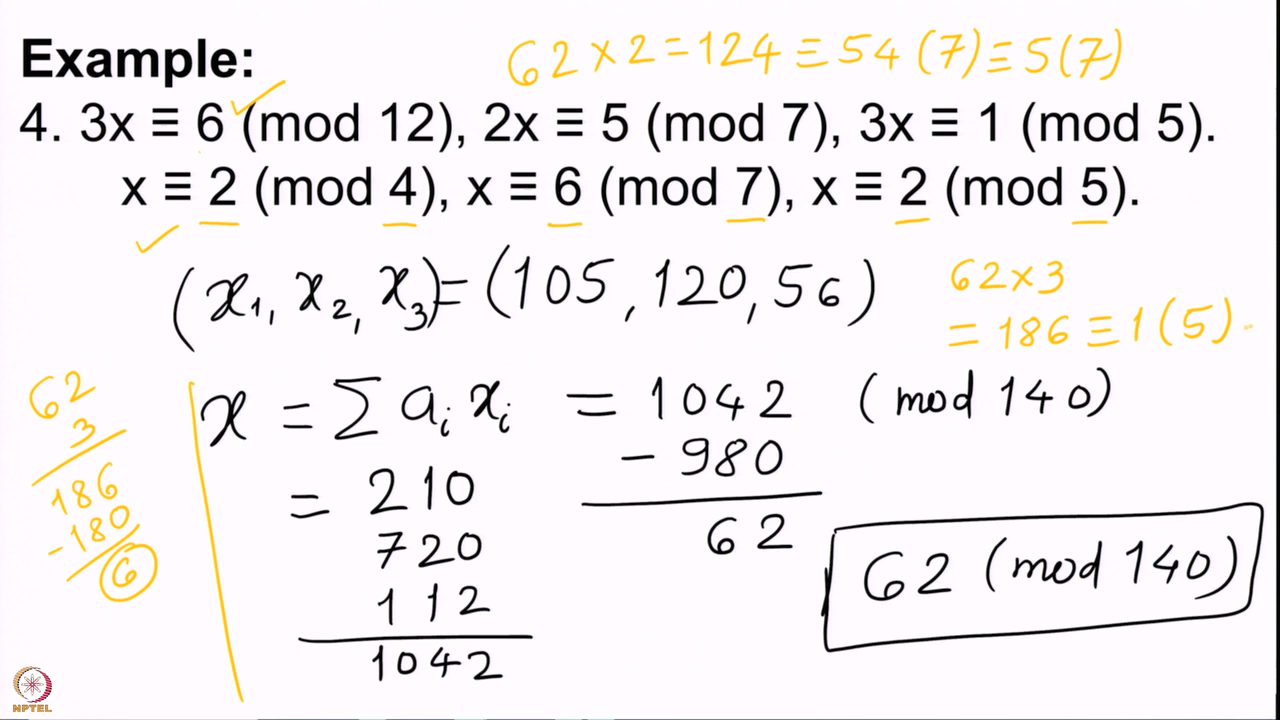 Example:
62 × 2 = 124 ≡ 54 (7) ≡ 5 (7)
4. 3x ≡ 6 (mod 12), 2x ≡ 5 (mod 7), 3x ≡ 1 (mod 5).
x ≡ 2 (mod 4), x ≡ 6 (mod 7), x ≡ 2 (mod 5).
(x₁, x₂, x₃) = (105, 120, 56)
62 × 3
= 186 ≡ 1 (5).
62
3
186
-180
6
x = Σ aᵢ xᵢ = 1042 (mod 140)
- 980
62
= 210
720
112
1042
62 (mod 140)
NPTEL